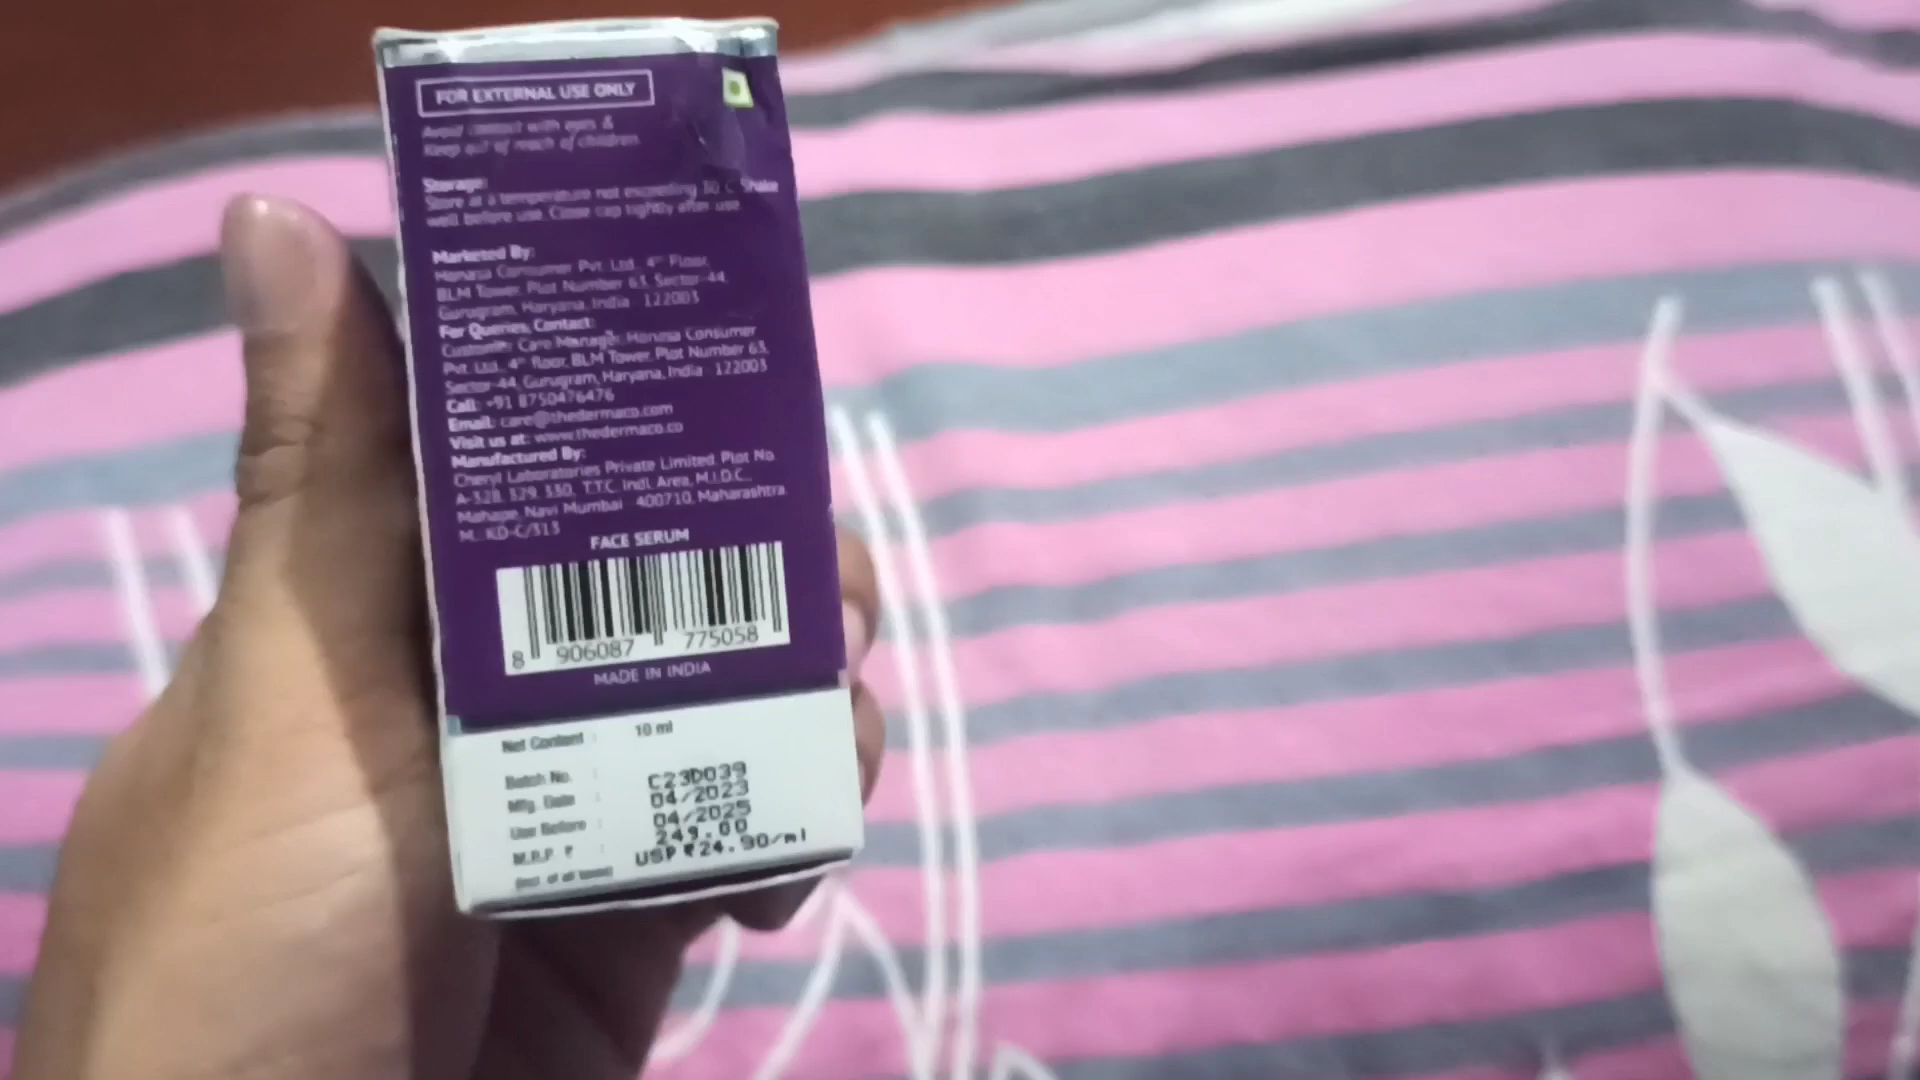 FOR EXTERNAL USE ONLY
Avoid contact with eyes &
Keep out of reach of children
Storage:
Store at a temperature not exceeding 30 C Shake
well before use. Close cap tightly after use.
Marketed By:
Honasa Consumer Pvt. Ltd. 4th Floor,
BLM Tower, Plot Number 63, Sector-44,
Gurugram, Haryana, India 122003
For Queries, Contact:
Customer Care Manager, Honasa Consumer
Pvt. Ltd., 4th floor, BLM Tower, Plot Number 63,
Sector-44, Gurugram, Haryana, India 122003
Call: +91 8750476476
Email: care@thedermaco.com
Visit us at: www.thedermaco.co
Manufactured By:
Cheryl Laboratories Private Limited. Plot No.
A-328, 329, 330, T.T.C. Indl. Area, M.I.D.C.,
Mahape, Navi Mumbai 400710, Maharashtra.
M.: KD-C/313
FACE SERUM
8 906087 775058
MADE IN INDIA
Net Content : 10 ml
Batch No. : C23D039
Mfg. Date : 04/2023
Use Before : 04/2025
M.R.P. ₹ : 249.00
(Incl. of all taxes) USP ₹24.90/ml